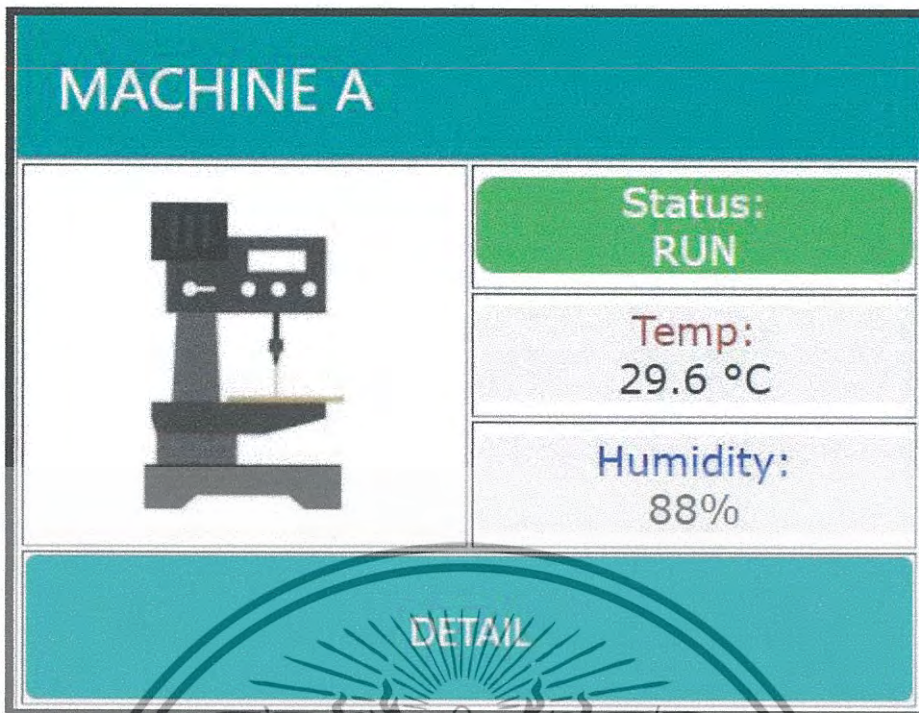 MACHINE A
Status:
RUN
Temp:
29.6 °C
Humidity:
88%
DETAIL